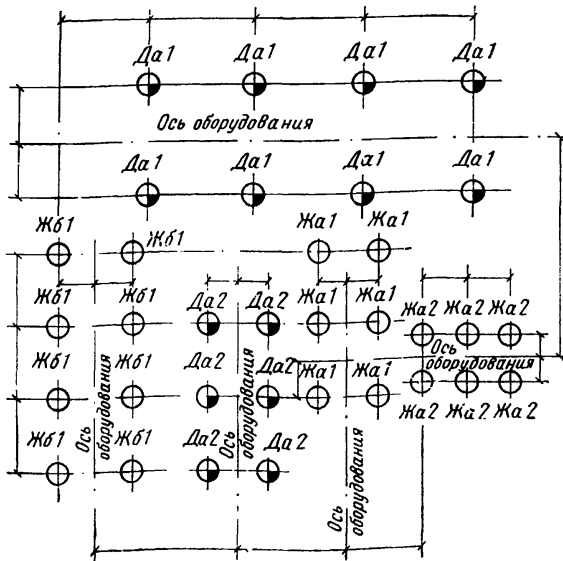 Да1 Да1 Да1 Да1
Ось оборудования
Да1 Да1 Да1 Да1
Жб1 Жб1 Жа1 Жа1
Жб1 Жб1 Да2 Да2 Жа1 Жа1 Жа2 Жа2 Жа2
Ось
оборудования
Жб1 Жб1 Да2 Да2 Жа1 Жа1
Жа2 Жа2 Жа2
Жб1 Жб1 Да2 Да2
Ось
оборудования
Ось
оборудования
Ось
оборудования